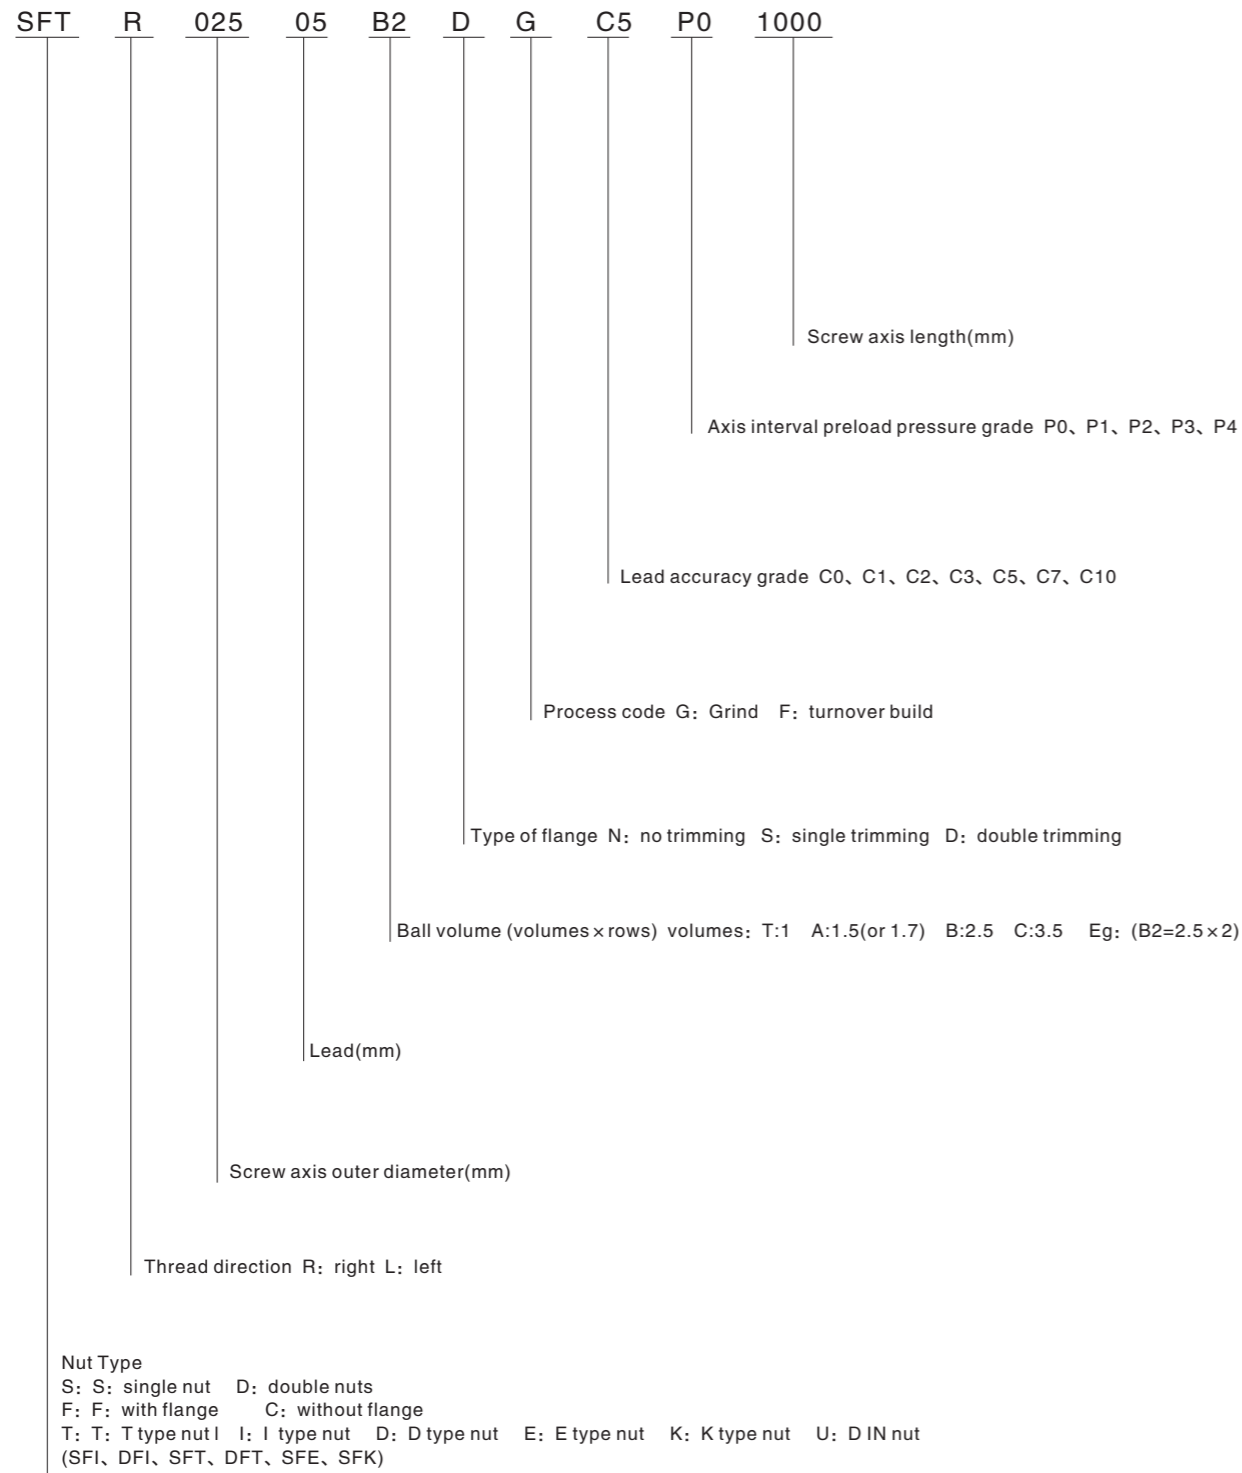 SFT R 025 05 B2 D G C5 P0 1000
Screw axis length(mm)
Axis interval preload pressure grade P0、P1、P2、P3、P4
Lead accuracy grade C0、C1、C2、C3、C5、C7、C10
Process code G：Grind F：turnover build
Type of flange N：no trimming S：single trimming D：double trimming
Ball volume (volumes×rows) volumes：T:1 A:1.5(or 1.7) B:2.5 C:3.5 Eg：(B2=2.5×2)
Lead(mm)
Screw axis outer diameter(mm)
Thread direction R：right L：left
Nut Type
S：S：single nut D：double nuts
F：F：with flange C：without flange
T：T：T type nut l I：I type nut D：D type nut E：E type nut K：K type nut U：D IN nut
(SFI、DFI、SFT、DFT、SFE、SFK)